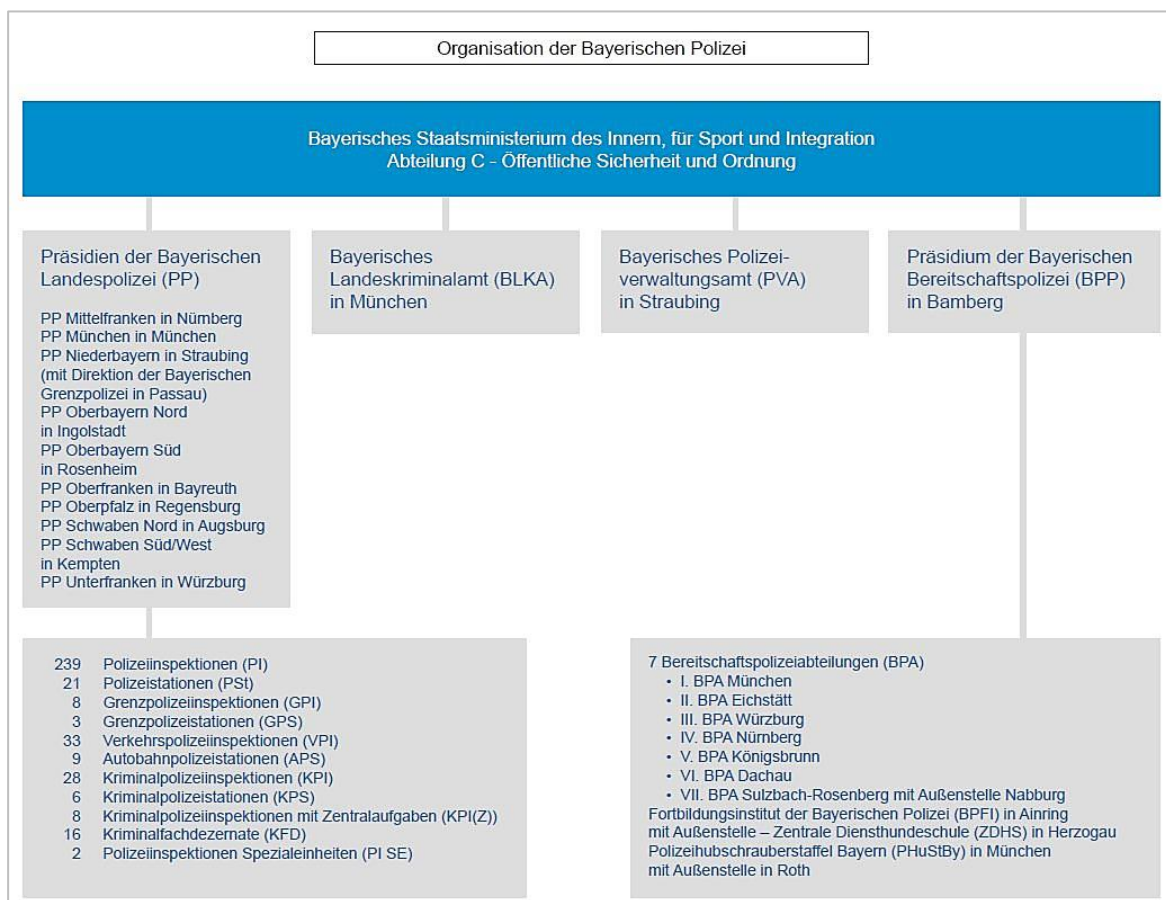 Organisation der Bayerischen Polizei
Bayerisches Staatsministerium des Innern, für Sport und Integration
Abteilung C - Öffentliche Sicherheit und Ordnung
Präsidien der Bayerischen
Landespolizei (PP)
PP Mittelfranken in Nürnberg
PP München in München
PP Niederbayern in Straubing
(mit Direktion der Bayerischen
Grenzpolizei in Passau)
PP Oberbayern Nord
in Ingolstadt
PP Oberbayern Süd
in Rosenheim
PP Oberfranken in Bayreuth
PP Oberpfalz in Regensburg
PP Schwaben Nord in Augsburg
PP Schwaben Süd/West
in Kempten
PP Unterfranken in Würzburg
Bayerisches
Landeskriminalamt (BLKA)
in München
Bayerisches Polizei-
verwaltungsamt (PVA)
in Straubing
Präsidium der Bayerischen
Bereitschaftspolizei (BPP)
in Bamberg
239 Polizeiinspektionen (PI)
21 Polizeistationen (PSt)
8 Grenzpolizeiinspektionen (GPI)
3 Grenzpolizeistationen (GPS)
33 Verkehrspolizeiinspektionen (VPI)
9 Autobahnpolizeistationen (APS)
28 Kriminalpolizeiinspektionen (KPI)
6 Kriminalpolizeistationen (KPS)
8 Kriminalpolizeiinspektionen mit Zentralaufgaben (KPI(Z))
16 Kriminalfachdezernate (KFD)
2 Polizeiinspektionen Spezialeinheiten (PI SE)
7 Bereitschaftspolizeiabteilungen (BPA)
• I. BPA München
• II. BPA Eichstätt
• III. BPA Würzburg
• IV. BPA Nürnberg
• V. BPA Königsbrunn
• VI. BPA Dachau
• VII. BPA Sulzbach-Rosenberg mit Außenstelle Nabburg
Fortbildungsinstitut der Bayerischen Polizei (BPFI) in Ainring
mit Außenstelle – Zentrale Diensthundeschule (ZDHS) in Herzogau
Polizeihubschrauberstaffel Bayern (PHuStBy) in München
mit Außenstelle in Roth